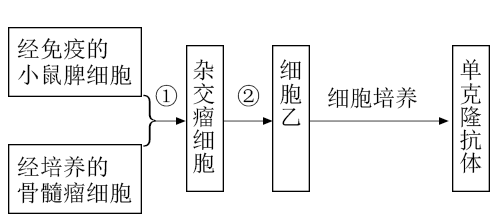 经免疫的
小鼠脾细胞
经培养的
骨髓瘤细胞
①
杂交瘤细胞
②
细胞乙
细胞培养
单克隆抗体